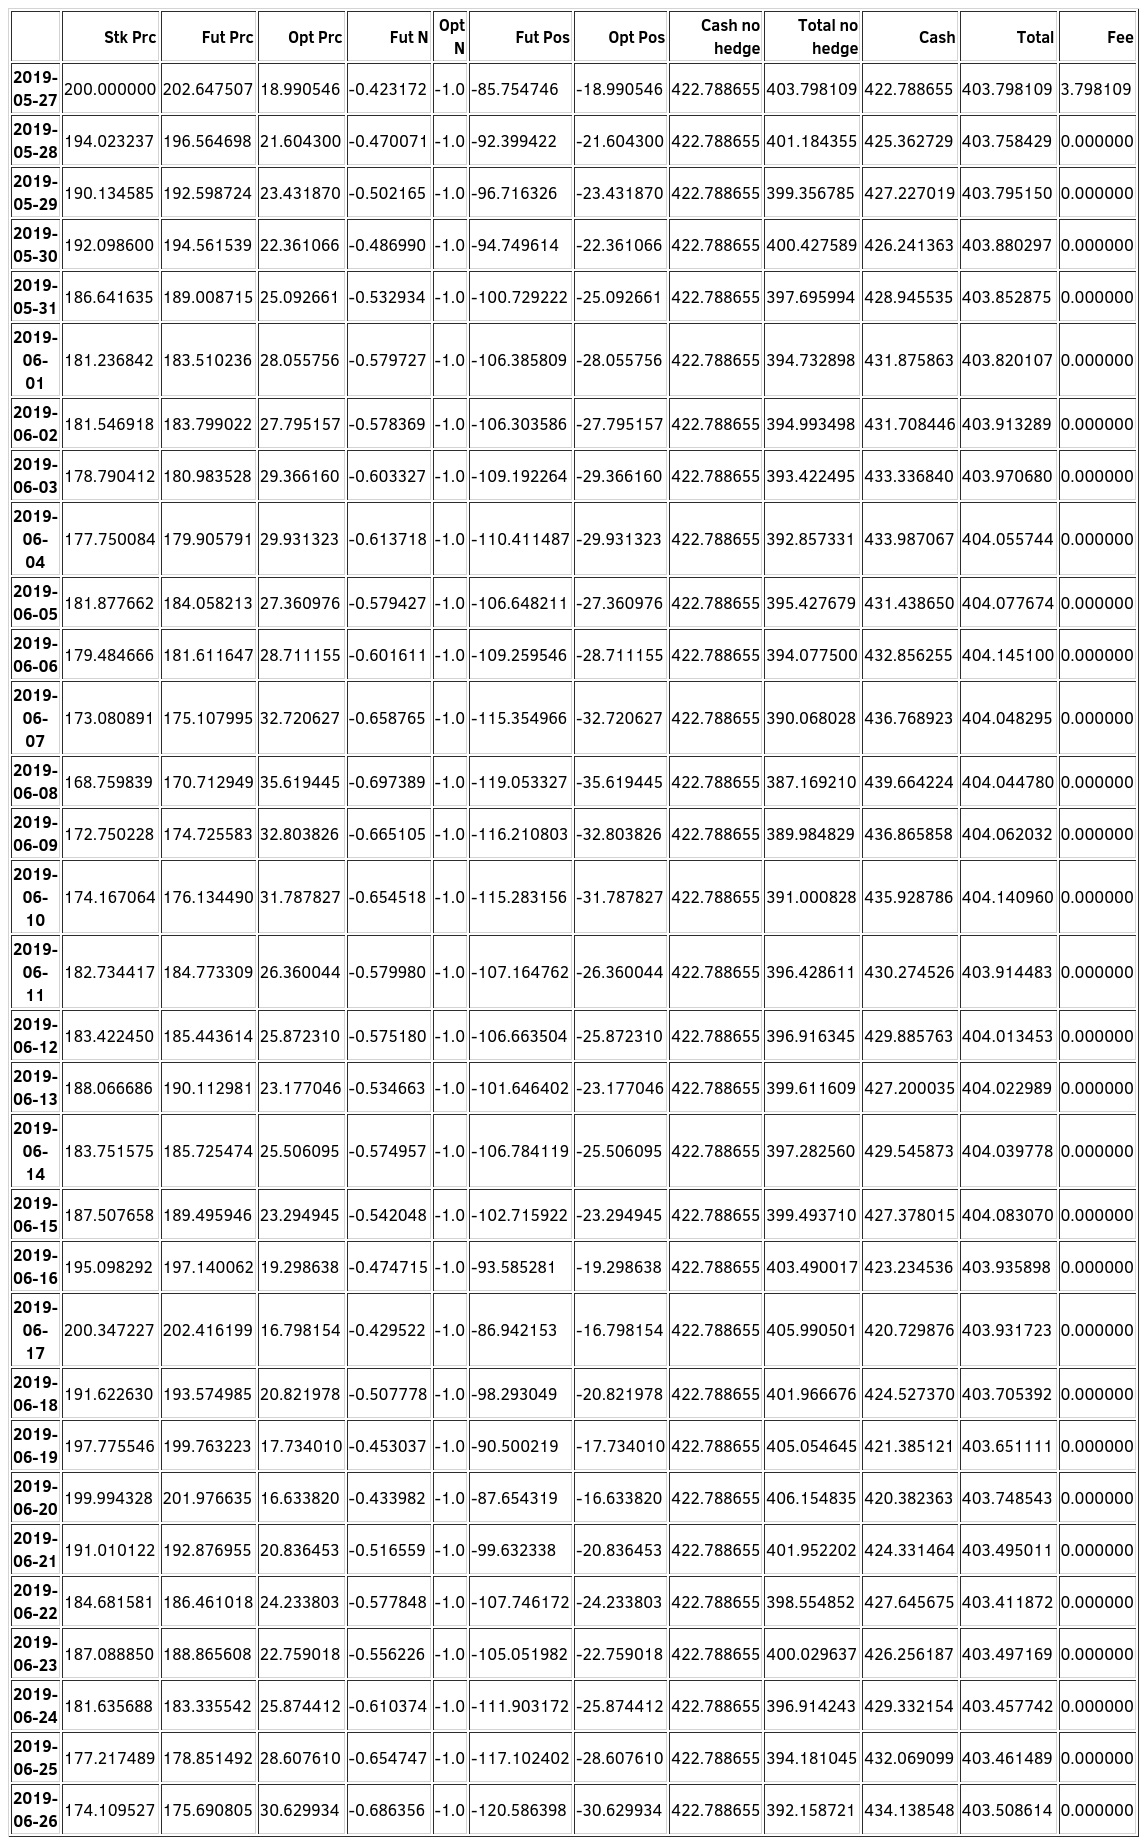 Stk Prc Fut Prc Opt Prc Fut N Opt N Fut Pos Opt Pos Cash no hedge Total no hedge Cash Total Fee
2019-05-27 200.000000 202.647507 18.990546 -0.423172 -1.0 -85.754746 -18.990546 422.788655 403.798109 422.788655 403.798109 3.798109
2019-05-28 194.023237 196.564698 21.604300 -0.470071 -1.0 -92.399422 -21.604300 422.788655 401.184355 425.362729 403.758429 0.000000
2019-05-29 190.134585 192.598724 23.431870 -0.502165 -1.0 -96.716326 -23.431870 422.788655 399.356785 427.227019 403.795150 0.000000
2019-05-30 192.098600 194.561539 22.361066 -0.486990 -1.0 -94.749614 -22.361066 422.788655 400.427589 426.241363 403.880297 0.000000
2019-05-31 186.641635 189.008715 25.092661 -0.532934 -1.0 -100.729222 -25.092661 422.788655 397.695994 428.945535 403.852875 0.000000
2019-06-01 181.236842 183.510236 28.055756 -0.579727 -1.0 -106.385809 -28.055756 422.788655 394.732898 431.875863 403.820107 0.000000
2019-06-02 181.546918 183.799022 27.795157 -0.578369 -1.0 -106.303586 -27.795157 422.788655 394.993498 431.708446 403.913289 0.000000
2019-06-03 178.790412 180.983528 29.366160 -0.603327 -1.0 -109.192264 -29.366160 422.788655 393.422495 433.336840 403.970680 0.000000
2019-06-04 177.750084 179.905791 29.931323 -0.613718 -1.0 -110.411487 -29.931323 422.788655 392.857331 433.987067 404.055744 0.000000
2019-06-05 181.877662 184.058213 27.360976 -0.579427 -1.0 -106.648211 -27.360976 422.788655 395.427679 431.438650 404.077674 0.000000
2019-06-06 179.484666 181.611647 28.711155 -0.601611 -1.0 -109.259546 -28.711155 422.788655 394.077500 432.856255 404.145100 0.000000
2019-06-07 173.080891 175.107995 32.720627 -0.658765 -1.0 -115.354966 -32.720627 422.788655 390.068028 436.768923 404.048295 0.000000
2019-06-08 168.759839 170.712949 35.619445 -0.697389 -1.0 -119.053327 -35.619445 422.788655 387.169210 439.664224 404.044780 0.000000
2019-06-09 172.750228 174.725583 32.803826 -0.665105 -1.0 -116.210803 -32.803826 422.788655 389.984829 436.865858 404.062032 0.000000
2019-06-10 174.167064 176.134490 31.787827 -0.654518 -1.0 -115.283156 -31.787827 422.788655 391.000828 435.928786 404.140960 0.000000
2019-06-11 182.734417 184.773309 26.360044 -0.579980 -1.0 -107.164762 -26.360044 422.788655 396.428611 430.274526 403.914483 0.000000
2019-06-12 183.422450 185.443614 25.872310 -0.575180 -1.0 -106.663504 -25.872310 422.788655 396.916345 429.885763 404.013453 0.000000
2019-06-13 188.066686 190.112981 23.177046 -0.534663 -1.0 -101.646402 -23.177046 422.788655 399.611609 427.200035 404.022989 0.000000
2019-06-14 183.751575 185.725474 25.506095 -0.574957 -1.0 -106.784119 -25.506095 422.788655 397.282560 429.545873 404.039778 0.000000
2019-06-15 187.507658 189.495946 23.294945 -0.542048 -1.0 -102.715922 -23.294945 422.788655 399.493710 427.378015 404.083070 0.000000
2019-06-16 195.098292 197.140062 19.298638 -0.474715 -1.0 -93.585281 -19.298638 422.788655 403.490017 423.234536 403.935898 0.000000
2019-06-17 200.347227 202.416199 16.798154 -0.429522 -1.0 -86.942153 -16.798154 422.788655 405.990501 420.729876 403.931723 0.000000
2019-06-18 191.622630 193.574985 20.821978 -0.507778 -1.0 -98.293049 -20.821978 422.788655 401.966676 424.527370 403.705392 0.000000
2019-06-19 197.775546 199.763223 17.734010 -0.453037 -1.0 -90.500219 -17.734010 422.788655 405.054645 421.385121 403.651111 0.000000
2019-06-20 199.994328 201.976635 16.633820 -0.433982 -1.0 -87.654319 -16.633820 422.788655 406.154835 420.382363 403.748543 0.000000
2019-06-21 191.010122 192.876955 20.836453 -0.516559 -1.0 -99.632338 -20.836453 422.788655 401.952202 424.331464 403.495011 0.000000
2019-06-22 184.681581 186.461018 24.233803 -0.577848 -1.0 -107.746172 -24.233803 422.788655 398.554852 427.645675 403.411872 0.000000
2019-06-23 187.088850 188.865608 22.759018 -0.556226 -1.0 -105.051982 -22.759018 422.788655 400.029637 426.256187 403.497169 0.000000
2019-06-24 181.635688 183.335542 25.874412 -0.610374 -1.0 -111.903172 -25.874412 422.788655 396.914243 429.332154 403.457742 0.000000
2019-06-25 177.217489 178.851492 28.607610 -0.654747 -1.0 -117.102402 -28.607610 422.788655 394.181045 432.069099 403.461489 0.000000
2019-06-26 174.109527 175.690805 30.629934 -0.686356 -1.0 -120.586398 -30.629934 422.788655 392.158721 434.138548 403.508614 0.000000